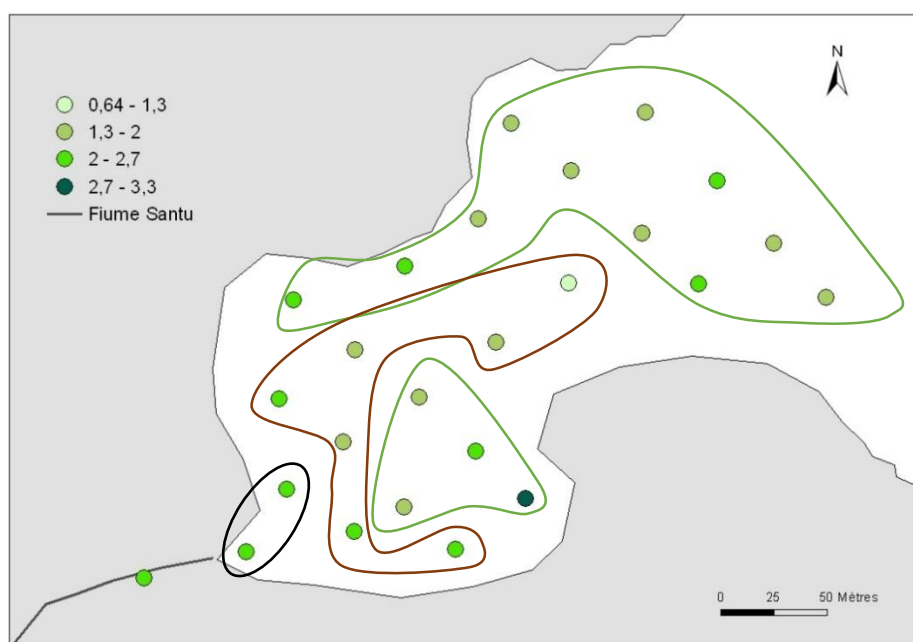 N
0,64 - 1,3
1,3 - 2
2 - 2,7
2,7 - 3,3
Fiume Santu
0 25 50 Mètres